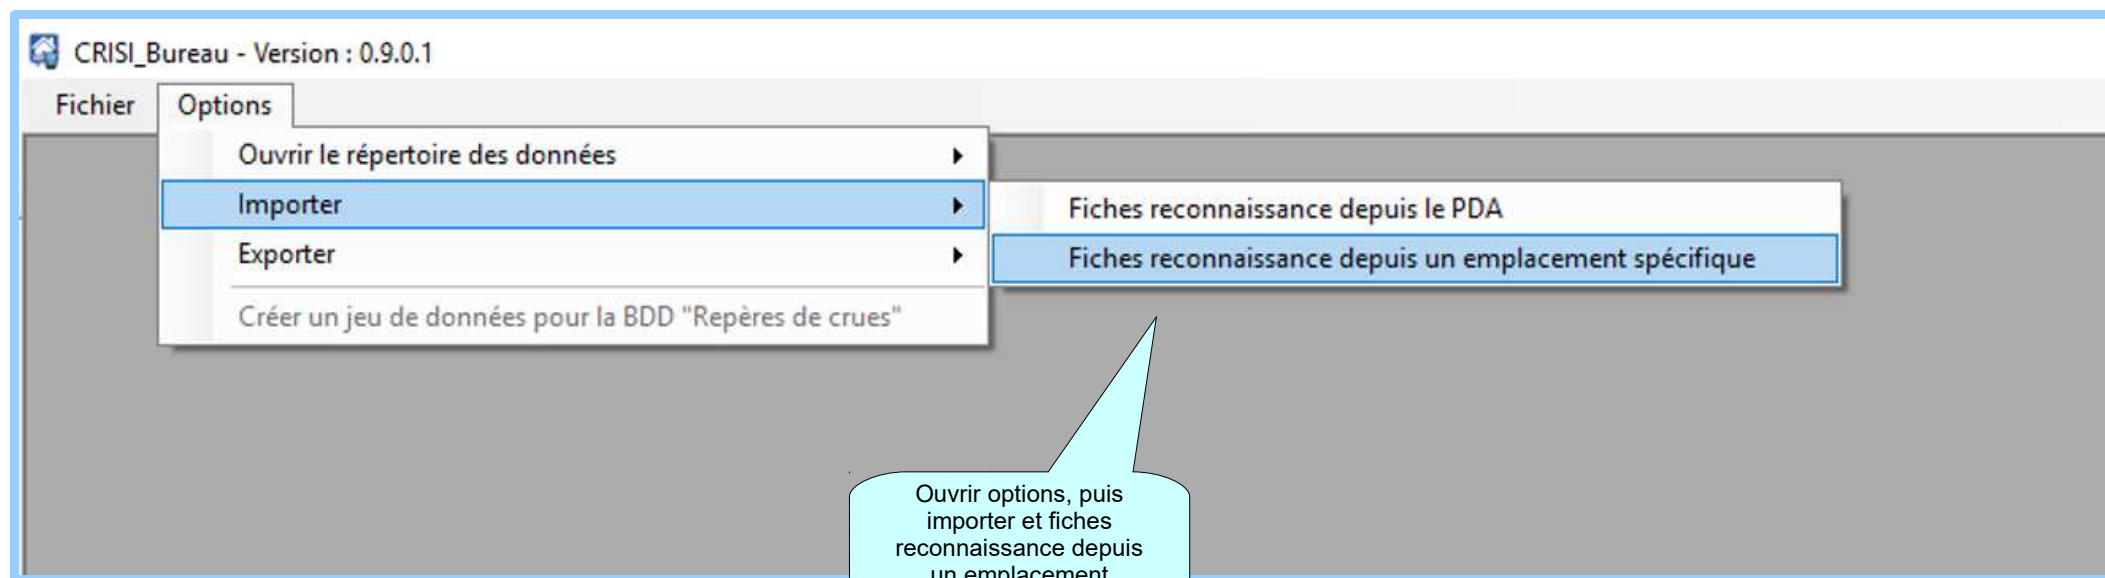 CRISI_Bureau - Version : 0.9.0.1
Fichier Options
Ouvrir le répertoire des données
Importer
Fiches reconnaissance depuis le PDA
Exporter
Fiches reconnaissance depuis un emplacement spécifique
Créer un jeu de données pour la BDD "Repères de crues"
Ouvrir options, puis
importer et fiches
reconnaissance depuis
un emplacement